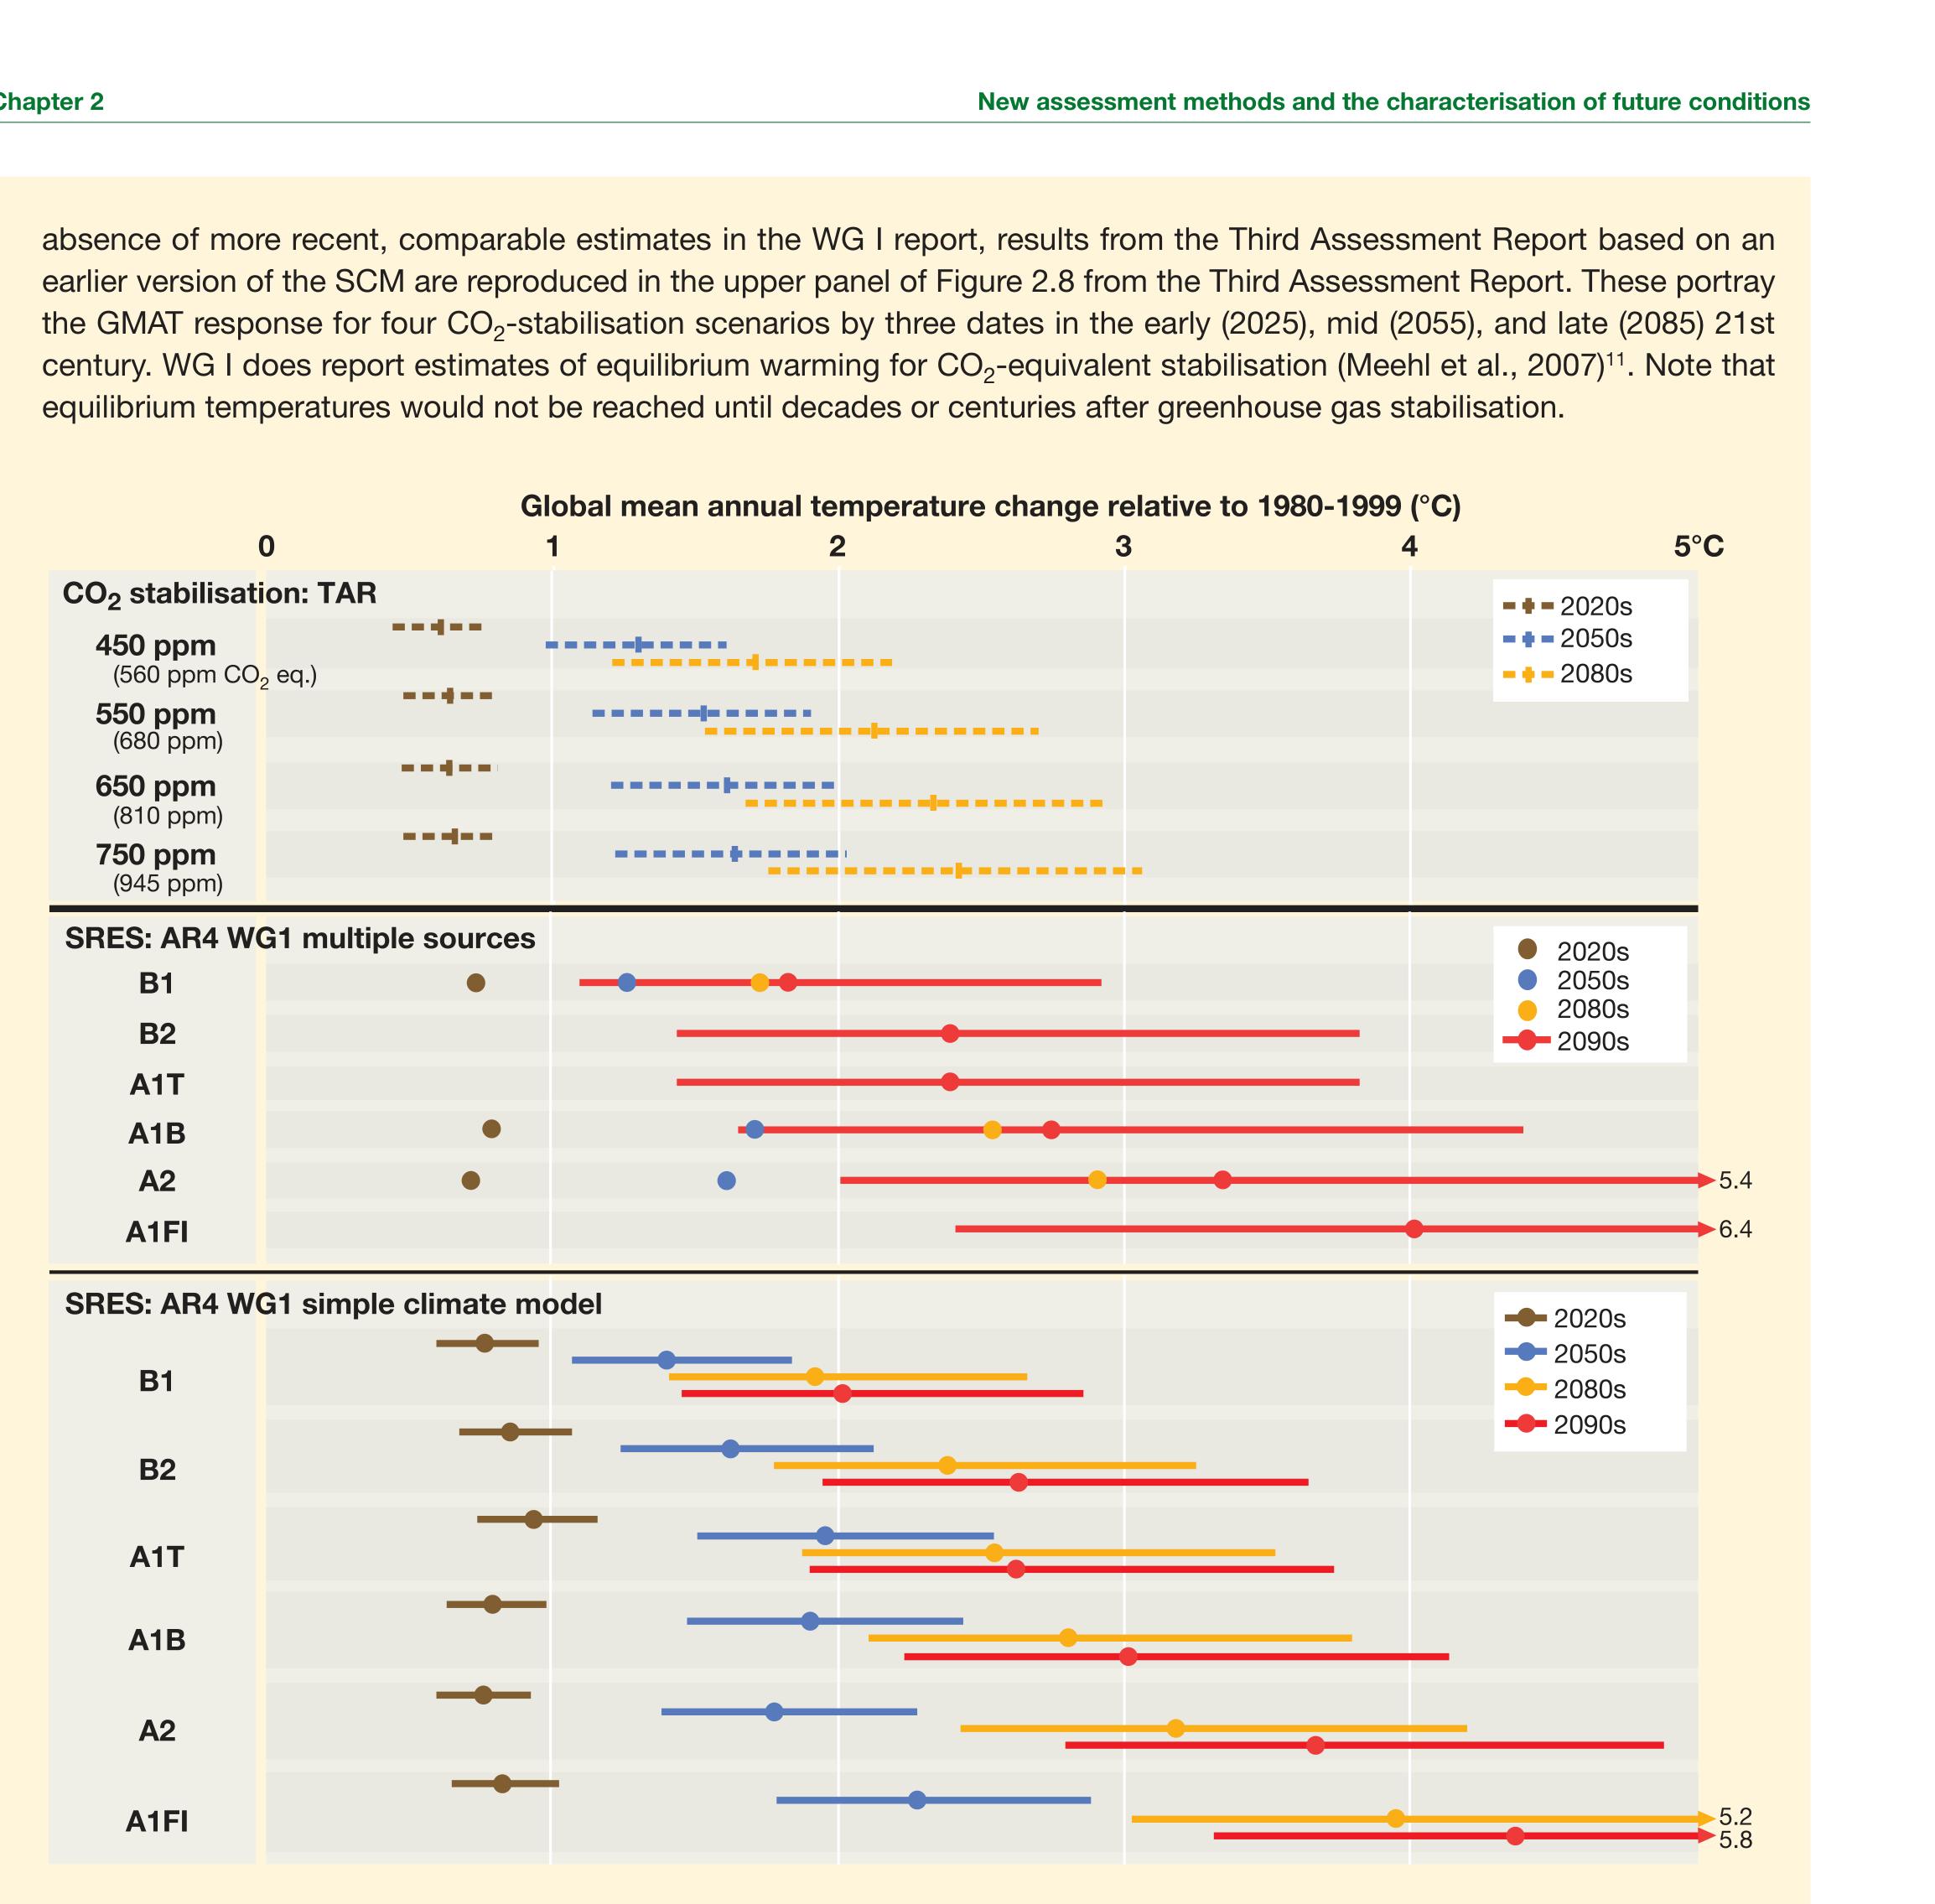 Chapter 2
New assessment methods and the characterisation of future conditions
absence of more recent, comparable estimates in the WG I report, results from the Third Assessment Report based on an
earlier version of the SCM are reproduced in the upper panel of Figure 2.8 from the Third Assessment Report. These portray
the GMAT response for four CO₂-stabilisation scenarios by three dates in the early (2025), mid (2055), and late (2085) 21st
century. WG I does report estimates of equilibrium warming for CO₂-equivalent stabilisation (Meehl et al., 2007)¹¹. Note that
equilibrium temperatures would not be reached until decades or centuries after greenhouse gas stabilisation.
Global mean annual temperature change relative to 1980-1999 (°C)
0 1 2 3 4 5°C
CO₂ stabilisation: TAR
450 ppm
(560 ppm CO₂ eq.)
550 ppm
(680 ppm)
650 ppm
(810 ppm)
750 ppm
(945 ppm)
2020s
2050s
2080s
SRES: AR4 WG1 multiple sources
B1
B2
A1T
A1B
A2
A1FI
2020s
2050s
2080s
2090s
5.4
6.4
SRES: AR4 WG1 simple climate model
B1
B2
A1T
A1B
A2
A1FI
2020s
2050s
2080s
2090s
5.2
5.8